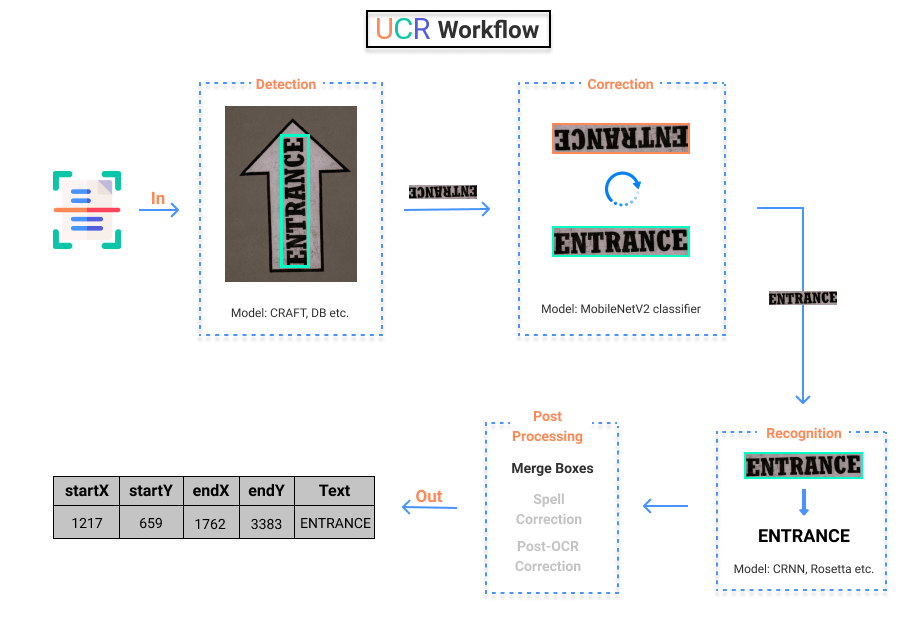 UCR Workflow
Detection
ENTRANCE
Model: CRAFT, DB etc.
In
ENTRANCE
Correction
ENTRANCE
ENTRANCE
Model: MobileNetV2 classifier
ENTRANCE
Recognition
ENTRANCE
ENTRANCE
Model: CRNN, Rosetta etc.
Post
Processing
Merge Boxes
Spell
Correction
Post-OCR
Correction
Out
startX startY endX endY Text
1217 659 1762 3383 ENTRANCE